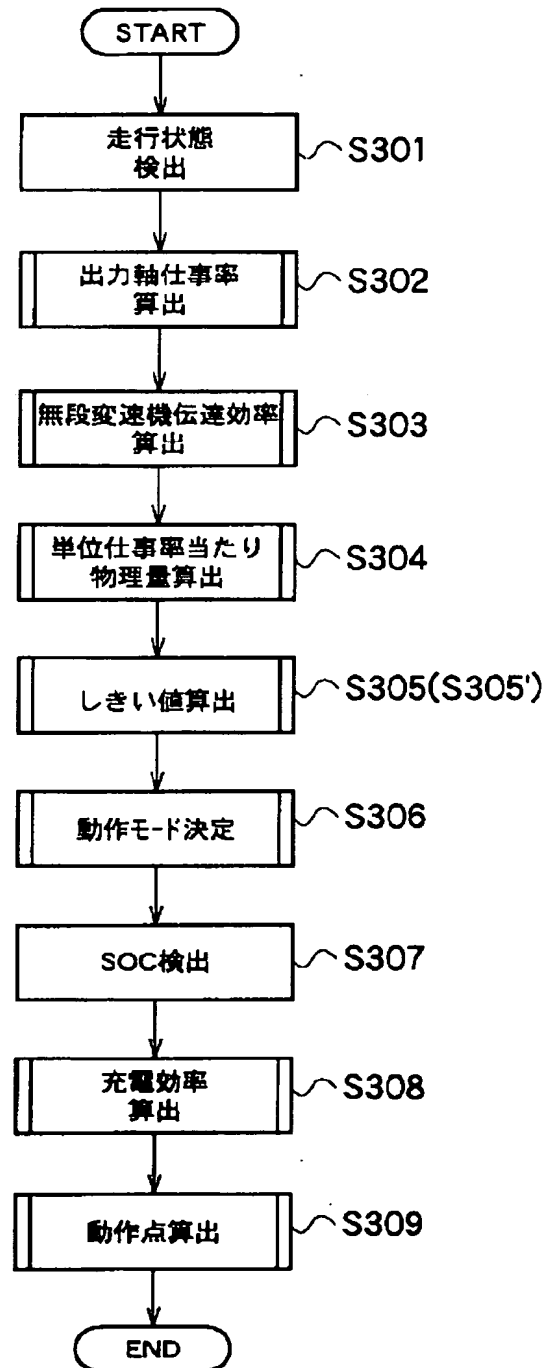 START
走行状態
検出
S301
出力軸仕事率
算出
S302
無段変速機伝達効率
算出
S303
単位仕事率当たり
物理量算出
S304
しきい値算出
S305(S305')
動作モード決定
S306
SOC検出
S307
充電効率
算出
S308
動作点算出
S309
END